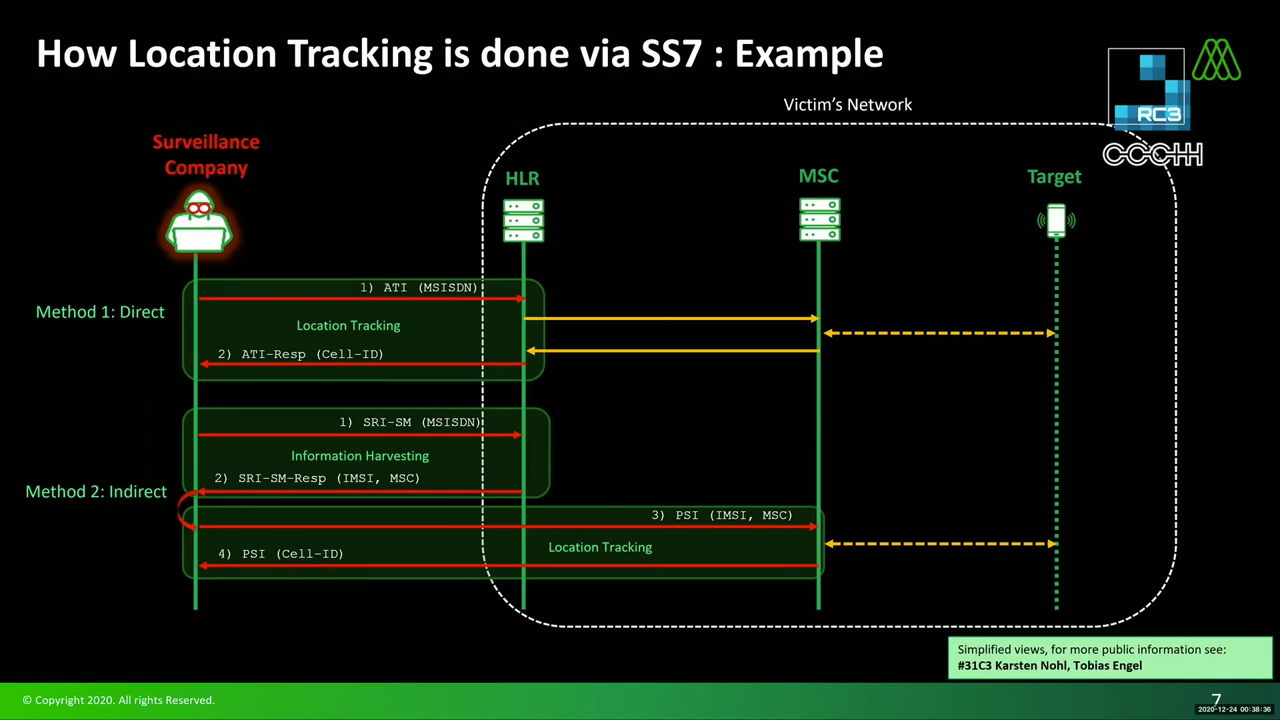 How Location Tracking is done via SS7 : Example
Victim's Network
RC3
Surveillance
Company
HLR
MSC
Target
1) ATI (MSISDN)
Method 1: Direct
Location Tracking
2) ATI-Resp (Cell-ID)
1) SRI-SM (MSISDN)
Information Harvesting
2) SRI-SM-Resp (IMSI, MSC)
Method 2: Indirect
3) PSI (IMSI, MSC)
Location Tracking
4) PSI (Cell-ID)
Simplified views, for more public information see:
#31C3 Karsten Nohl, Tobias Engel
© Copyright 2020. All rights Reserved.
7
2020-12-24 00:38:36